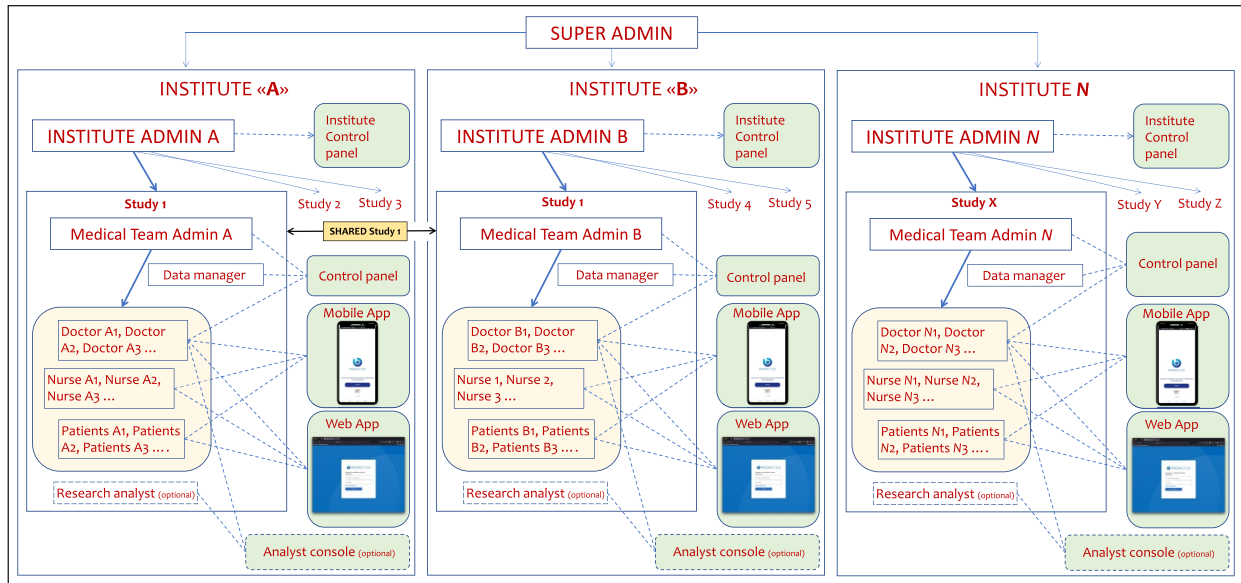 SUPER ADMIN
INSTITUTE «A»
INSTITUTE ADMIN A
Institute
Control
panel
Study 2
Study 3
Study 1
Medical Team Admin A
Data manager
Control panel
Doctor A1, Doctor
A2, Doctor A3 ...
Nurse A1, Nurse A2,
Nurse A3 ...
Patients A1, Patients
A2, Patients A3 ... .
Mobile App
Web App
Research analyst (optional)
Analyst console (optional)
SHARED Study 1
INSTITUTE «B»
INSTITUTE ADMIN B
Institute
Control
panel
Study 4
Study 5
Study 1
Medical Team Admin B
Data manager
Control panel
Doctor B1, Doctor
B2, Doctor B3 ...
Nurse 1, Nurse 2,
Nurse 3 ...
Patients B1, Patients
B2, Patients B3 ... .
Mobile App
Web App
Research analyst (optional)
Analyst console (optional)
INSTITUTE N
INSTITUTE ADMIN N
Institute
Control
panel
Study Y
Study Z
Study X
Medical Team Admin N
Data manager
Control panel
Doctor N1, Doctor
N2, Doctor N3 ...
Nurse N1, Nurse N2,
Nurse N3 ...
Patients N1, Patients
N2, Patients N3 ... .
Mobile App
Web App
Research analyst (optional)
Analyst console (optional)